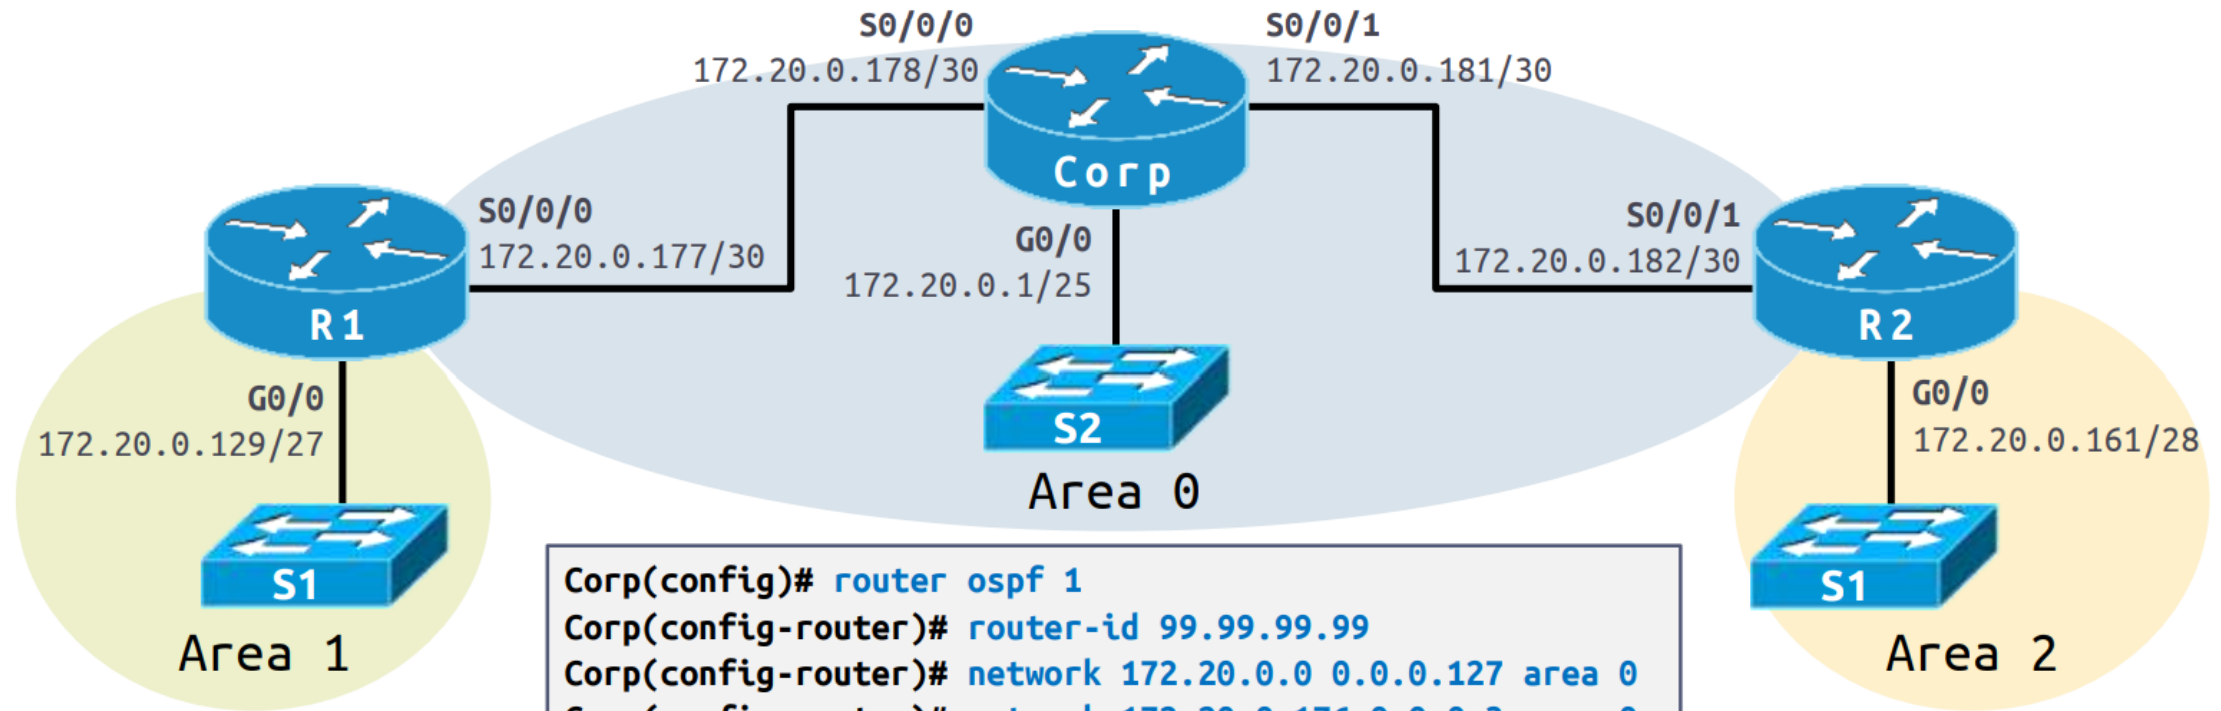 S0/0/0
172.20.0.178/30
S0/0/1
172.20.0.181/30
Corp
S0/0/0
172.20.0.177/30
G0/0
172.20.0.1/25
S0/0/1
172.20.0.182/30
R1
R2
G0/0
172.20.0.129/27
S2
G0/0
172.20.0.161/28
Area 0
S1
S1
Area 1
Area 2
Corp(config)# router ospf 1
Corp(config-router)# router-id 99.99.99.99
Corp(config-router)# network 172.20.0.0 0.0.0.127 area 0